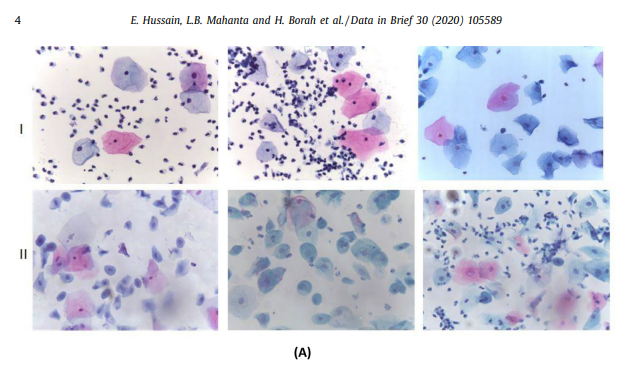 4
E. Hussain, L.B. Mahanta and H. Borah et al. / Data in Brief 30 (2020) 105589
I
II
(A)